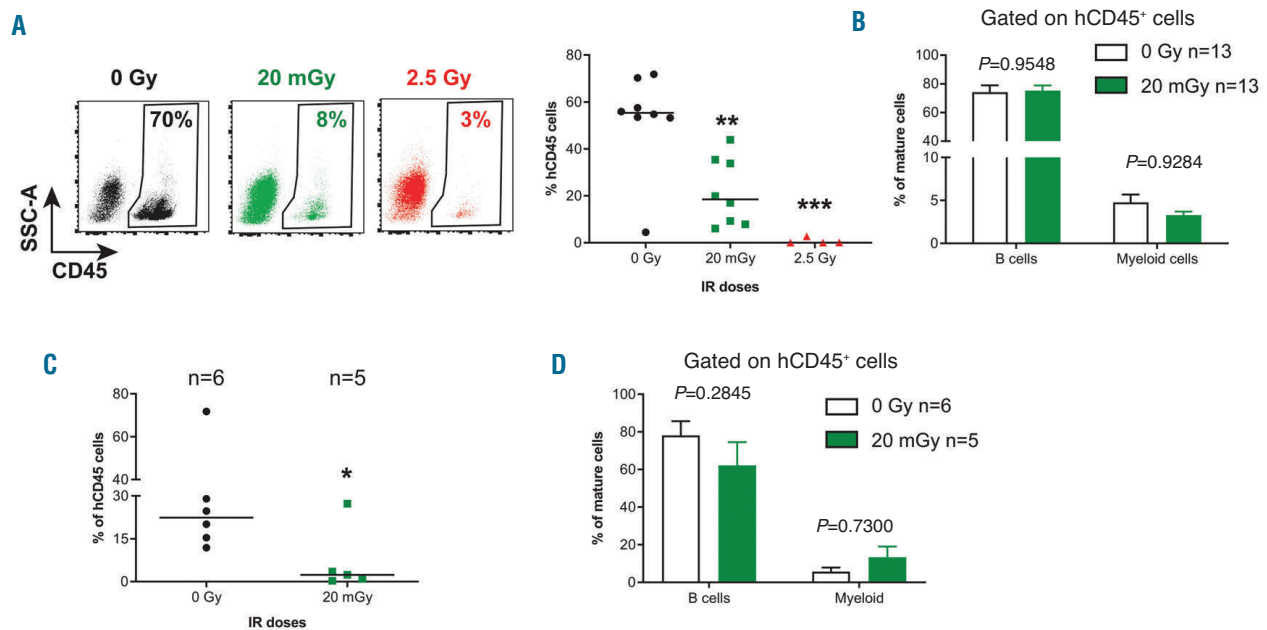 A
0 Gy
20 mGy
2.5 Gy
70%
8%
3%
SSC-A
CD45
% hCD45 cells
80
60
40
20
0
**
***
0 Gy
20 mGy
2.5 Gy
IR doses
B
Gated on hCD45+ cells
0 Gy n=13
20 mGy n=13
% of mature cells
100
80
60
40
10
5
0
P=0.9548
P=0.9284
B cells
Myeloid cells
C
n=6
n=5
% of hCD45 cells
80
60
40
30
15
0
*
0 Gy
20 mGy
IR doses
D
Gated on hCD45+ cells
0 Gy n=6
20 mGy n=5
% of mature cells
100
80
60
40
20
0
P=0.2845
P=0.7300
B cells
Myeloid